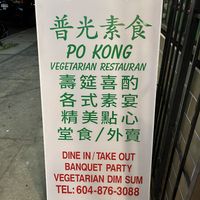 普光素食
PO KONG
VEGETARIAN RESTAURAN
壽筵喜酌
各式素宴
精美點心
堂食/外賣
DINE IN/TAKE OUT
BANQUET PARTY
VEGETARIAN DIM SUM
TEL: 604-876-3088